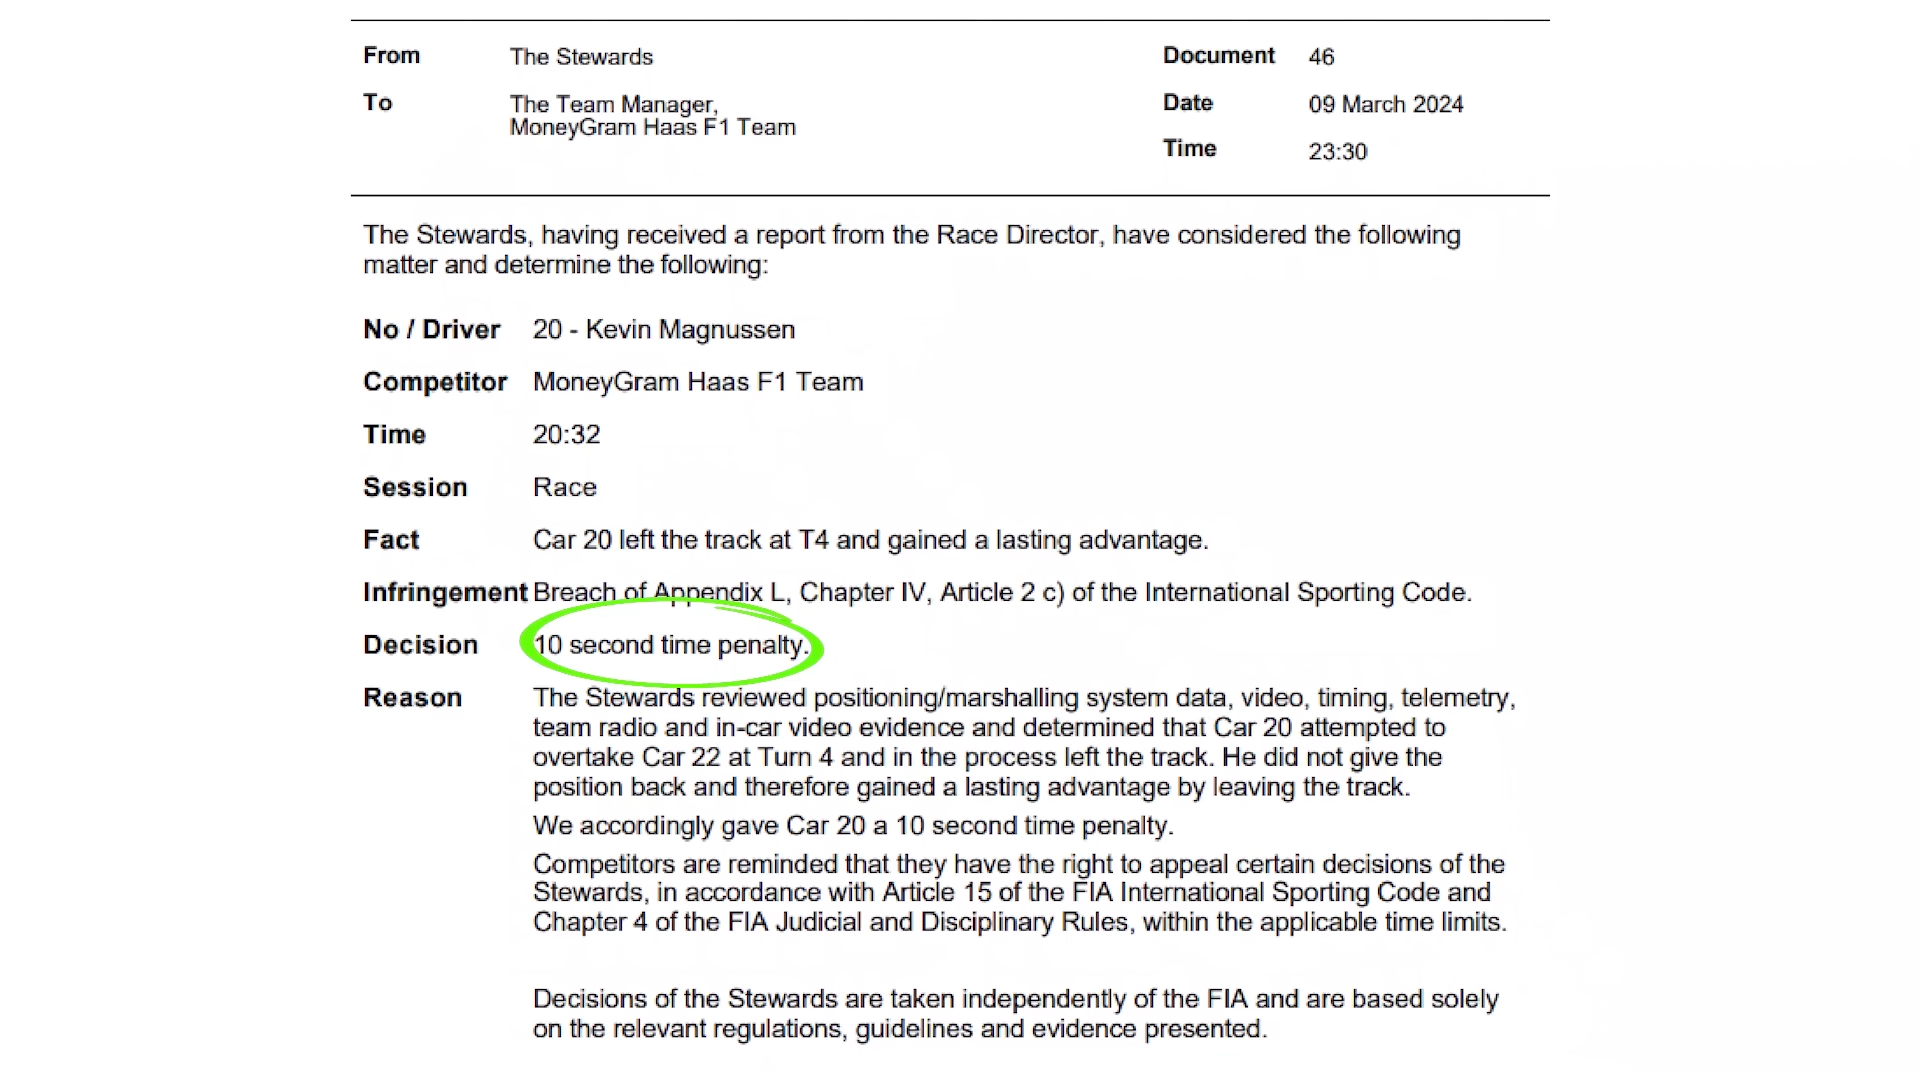 From The Stewards Document 46
To The Team Manager, Date 09 March 2024
MoneyGram Haas F1 Team
Time 23:30
The Stewards, having received a report from the Race Director, have considered the following
matter and determine the following:
No / Driver 20 - Kevin Magnussen
Competitor MoneyGram Haas F1 Team
Time 20:32
Session Race
Fact Car 20 left the track at T4 and gained a lasting advantage.
Infringement Breach of Appendix L, Chapter IV, Article 2 c) of the International Sporting Code.
Decision 10 second time penalty.
Reason The Stewards reviewed positioning/marshalling system data, video, timing, telemetry,
team radio and in-car video evidence and determined that Car 20 attempted to
overtake Car 22 at Turn 4 and in the process left the track. He did not give the
position back and therefore gained a lasting advantage by leaving the track.
We accordingly gave Car 20 a 10 second time penalty.
Competitors are reminded that they have the right to appeal certain decisions of the
Stewards, in accordance with Article 15 of the FIA International Sporting Code and
Chapter 4 of the FIA Judicial and Disciplinary Rules, within the applicable time limits.
Decisions of the Stewards are taken independently of the FIA and are based solely
on the relevant regulations, guidelines and evidence presented.